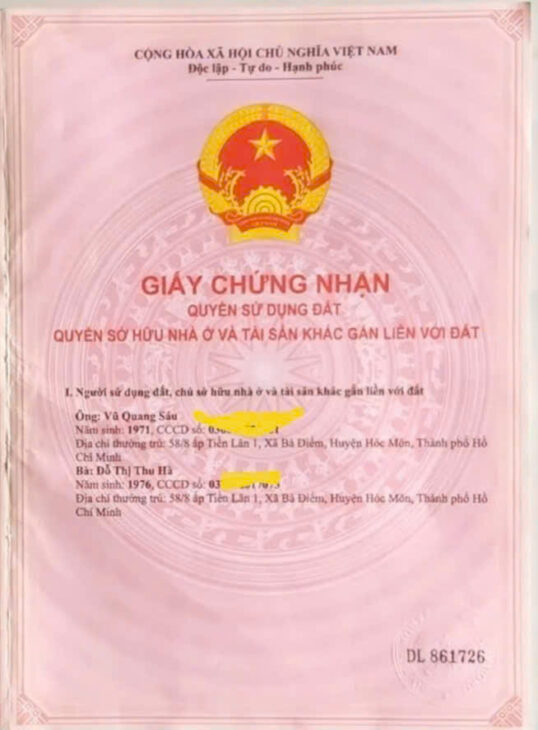 CỘNG HÒA XÃ HỘI CHỦ NGHĨA VIỆT NAM
Độc lập - Tự do - Hạnh phúc
GIẤY CHỨNG NHẬN
QUYỀN SỬ DỤNG ĐẤT
QUYỀN SỞ HỮU NHÀ Ở VÀ TÀI SẢN KHÁC GẮN LIỀN VỚI ĐẤT
I. Người sử dụng đất, chủ sở hữu nhà ở và tài sản khác gắn liền với đất
Ông: Vũ Quang Sáu
Năm sinh: 1971, CCCD số:
Địa chỉ thường trú: 58/8 ấp Tiền Lân 1, Xã Bà Điểm, Huyện Hóc Môn, Thành phố Hồ
Chí Minh
Bà: Đỗ Thị Thu Hà
Năm sinh: 1976, CCCD số: 03
Địa chỉ thường trú: 58/8 ấp Tiền Lân 1, Xã Bà Điểm, Huyện Hóc Môn, Thành phố Hồ
Chí Minh
DL 861726